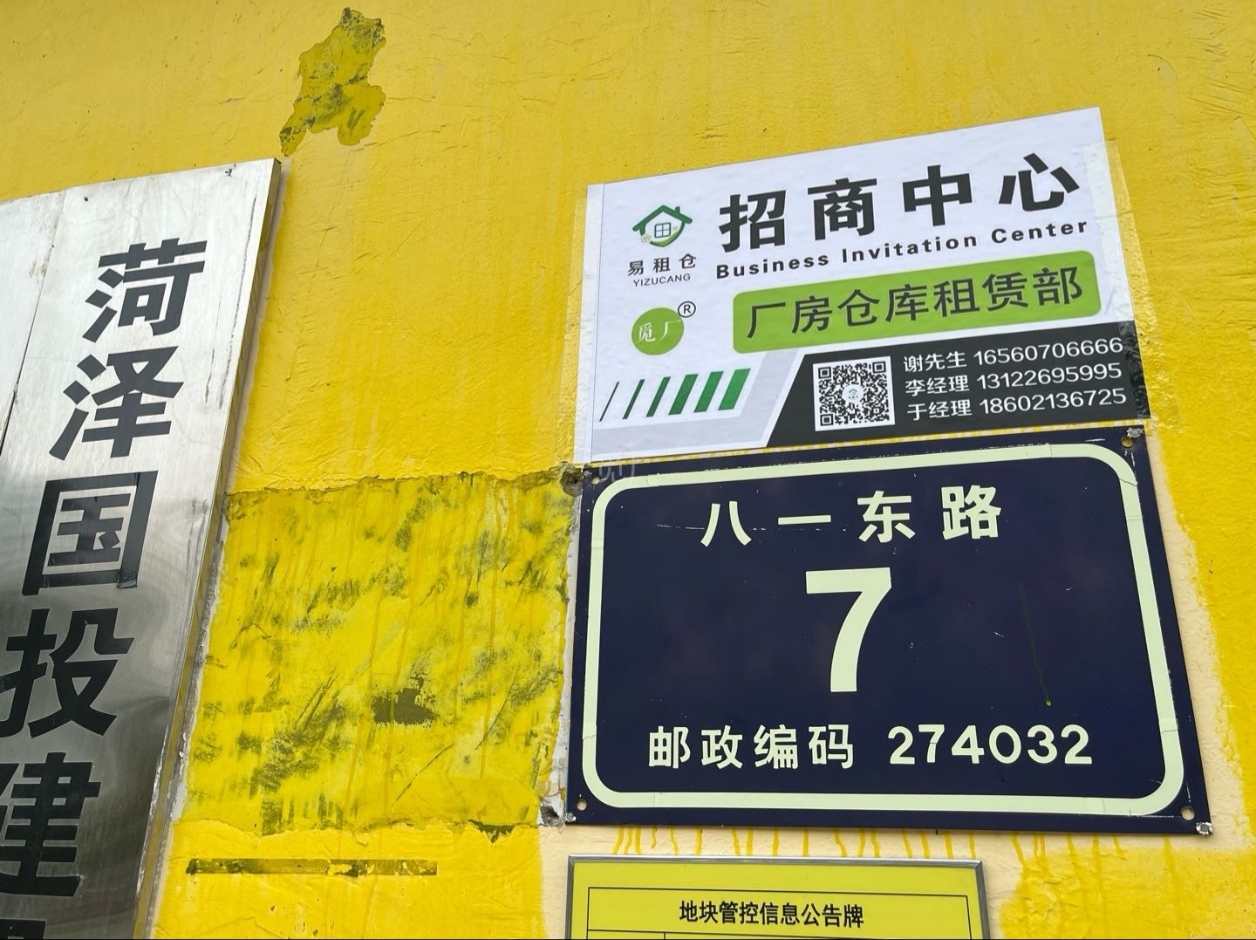 菏泽国投建
招商中心
Business Invitation Center
易租仓
YIZUCANG
觅厂®
厂房仓库租赁部
谢先生 16560706666
李经理 13122695995
于经理 18602136725
八一东路
7
邮政编码 274032
地块管控信息公告牌